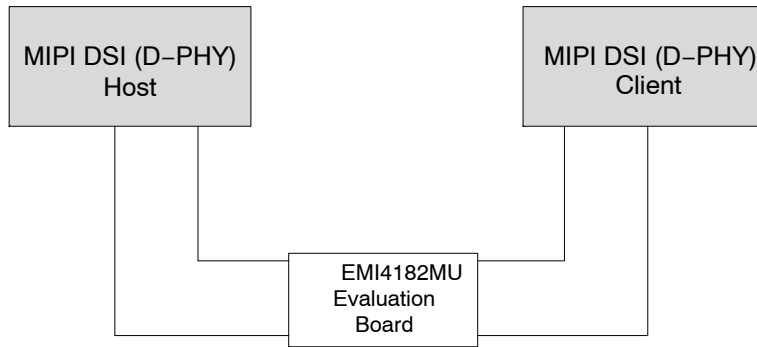 MIPI DSI (D−PHY)
Host
MIPI DSI (D−PHY)
Client
EMI4182MU
Evaluation
Board